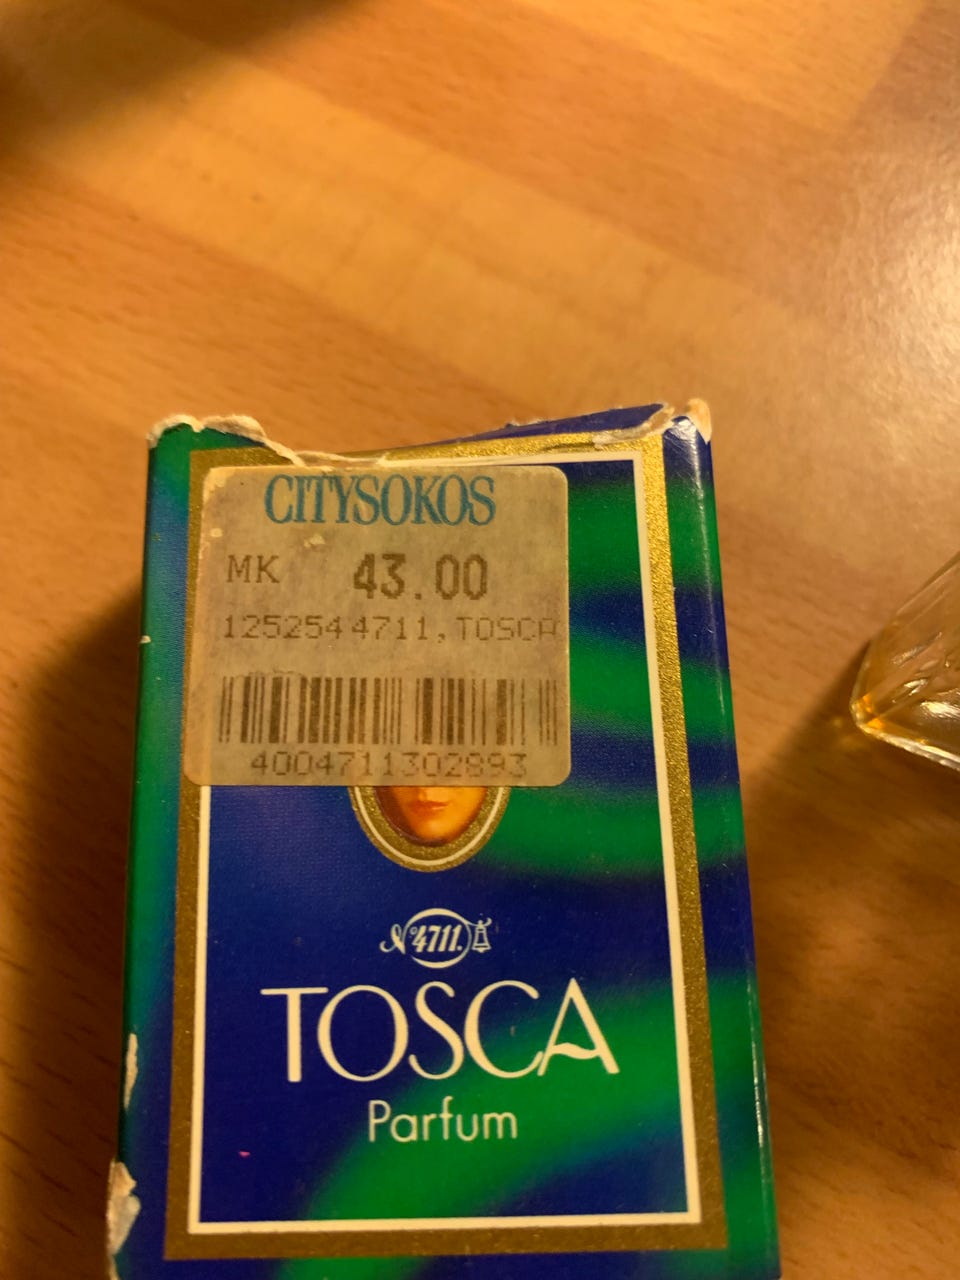 CITYSOKOS
MK 43.00
1252544711,TOSCA
4004711302893
Nº4711.
TOSCA
Parfum